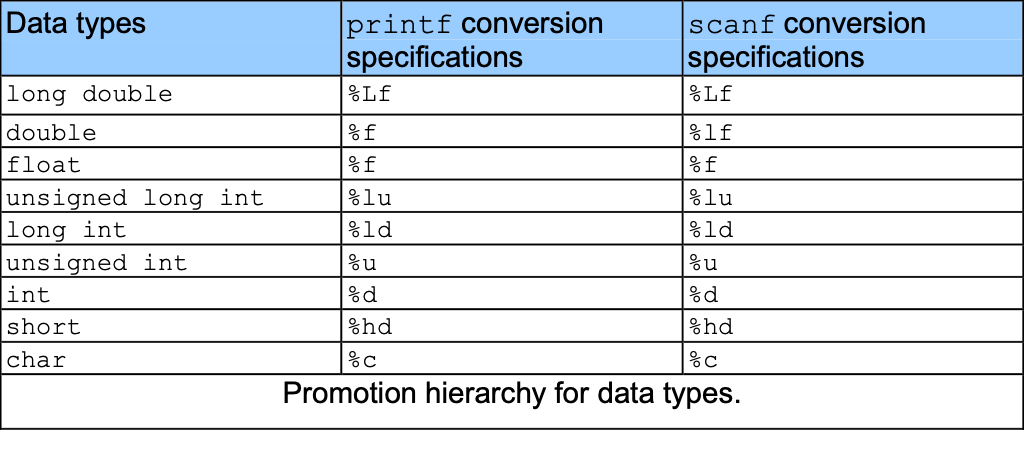 Data types printf conversion specifications scanf conversion specifications
long double %Lf %Lf
double %f %lf
float %f %f
unsigned long int %lu %lu
long int %ld %ld
unsigned int %u %u
int %d %d
short %hd %hd
char %c %c
Promotion hierarchy for data types.